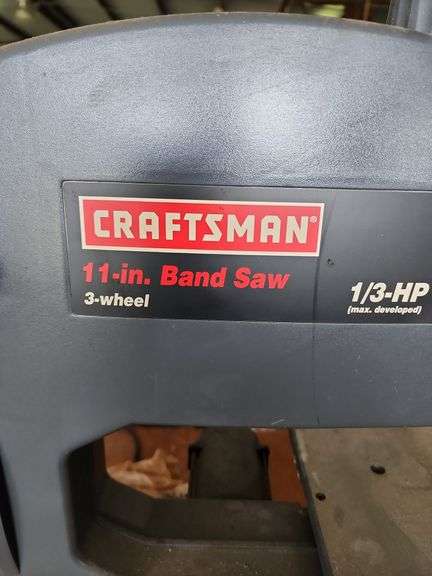 CRAFTSMAN®
11-in. Band Saw
3-wheel
1/3-HP
(max. developed)